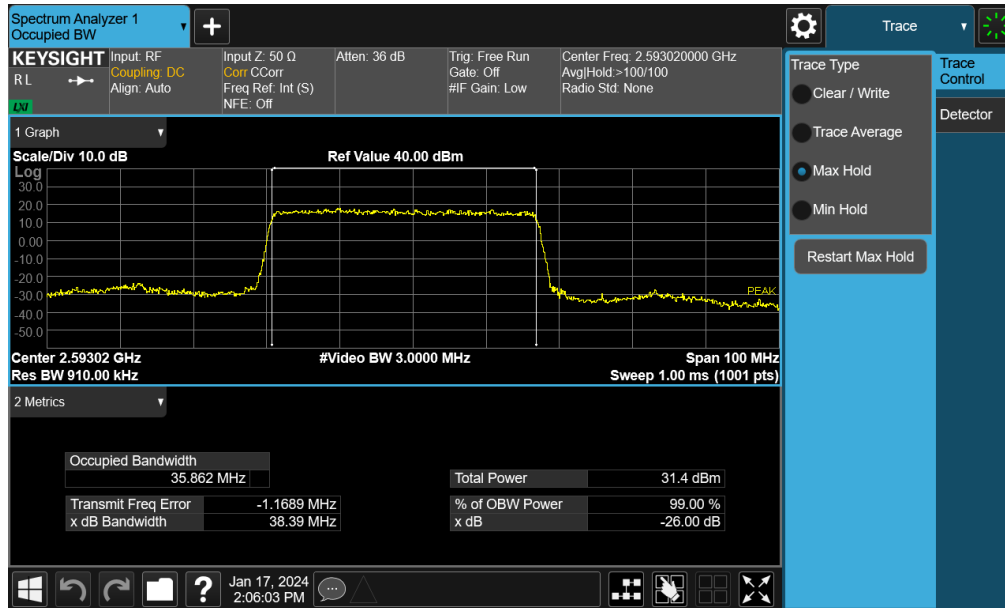 Spectrum Analyzer 1
Occupied BW
Trace
KEYSIGHT
R L
LXI
Input: RF
Coupling: DC
Align: Auto
Input Z: 50 Ω
Corr CCorr
Freq Ref: Int (S)
NFE: Off
Atten: 36 dB
Trig: Free Run
Gate: Off
#IF Gain: Low
Center Freq: 2.593020000 GHz
Avg|Hold:>100/100
Radio Std: None
Trace Type
Clear / Write
Trace Average
Max Hold
Min Hold
Restart Max Hold
Trace
Control
Detector
1 Graph
Scale/Div 10.0 dB
Ref Value 40.00 dBm
Log
30.0
20.0
10.0
0.00
-10.0
-20.0
-30.0
-40.0
-50.0
PEAK
Center 2.59302 GHz
#Video BW 3.0000 MHz
Span 100 MHz
Res BW 910.00 kHz
Sweep 1.00 ms (1001 pts)
2 Metrics
Occupied Bandwidth
35.862 MHz
Total Power 31.4 dBm
Transmit Freq Error -1.1689 MHz
% of OBW Power 99.00 %
x dB Bandwidth 38.39 MHz
x dB -26.00 dB
?
Jan 17, 2024
2:06:03 PM